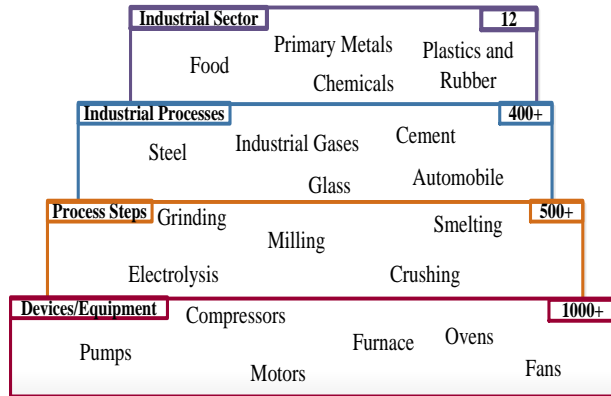 Industrial Sector
12
Primary Metals
Plastics and
Rubber
Food
Chemicals
Industrial Processes
400+
Cement
Industrial Gases
Steel
Automobile
Glass
Process Steps
500+
Grinding
Smelting
Milling
Electrolysis
Crushing
Devices/Equipment
1000+
Compressors
Ovens
Furnace
Pumps
Fans
Motors